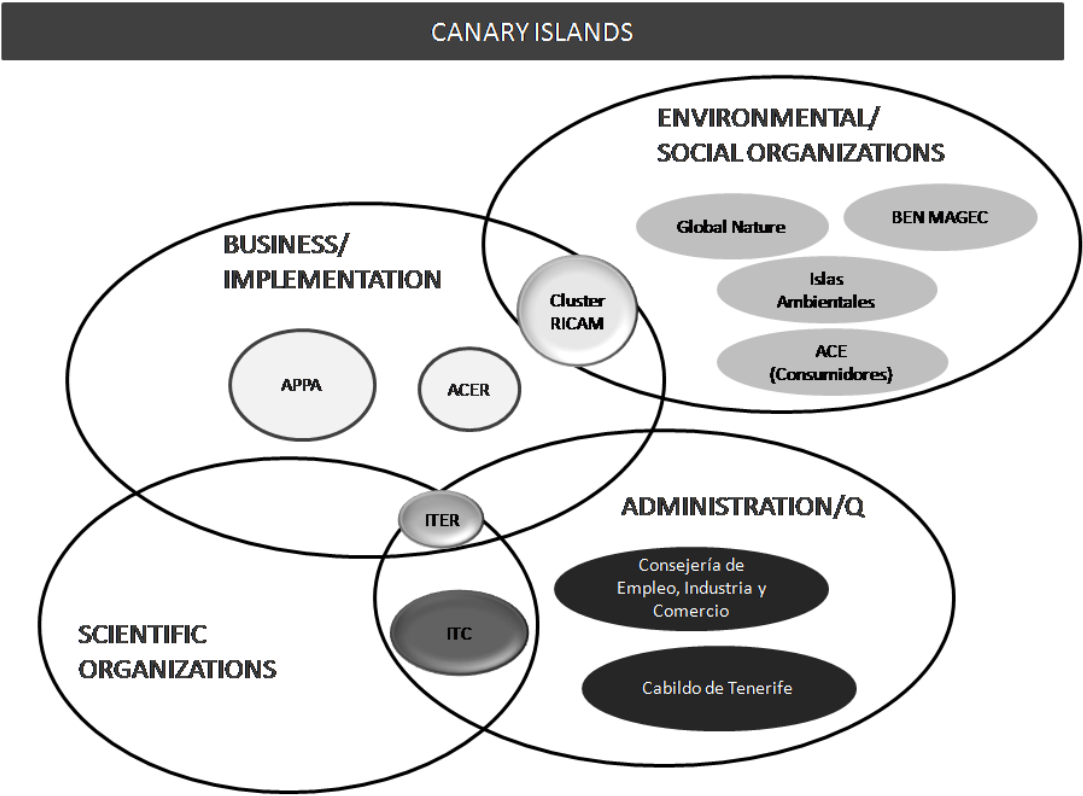 CANARY ISLANDS
ENVIRONMENTAL/
SOCIAL ORGANIZATIONS
Global Nature
BEN MAGEC
Islas
Ambientales
ACE
(Consumidores)
BUSINESS/
IMPLEMENTATION
Cluster
RICAM
APPA
ACER
ITER
ADMINISTRATION/Q
Consejería de
Empleo, Industria y
Comercio
Cabildo de Tenerife
SCIENTIFIC
ORGANIZATIONS
ITC